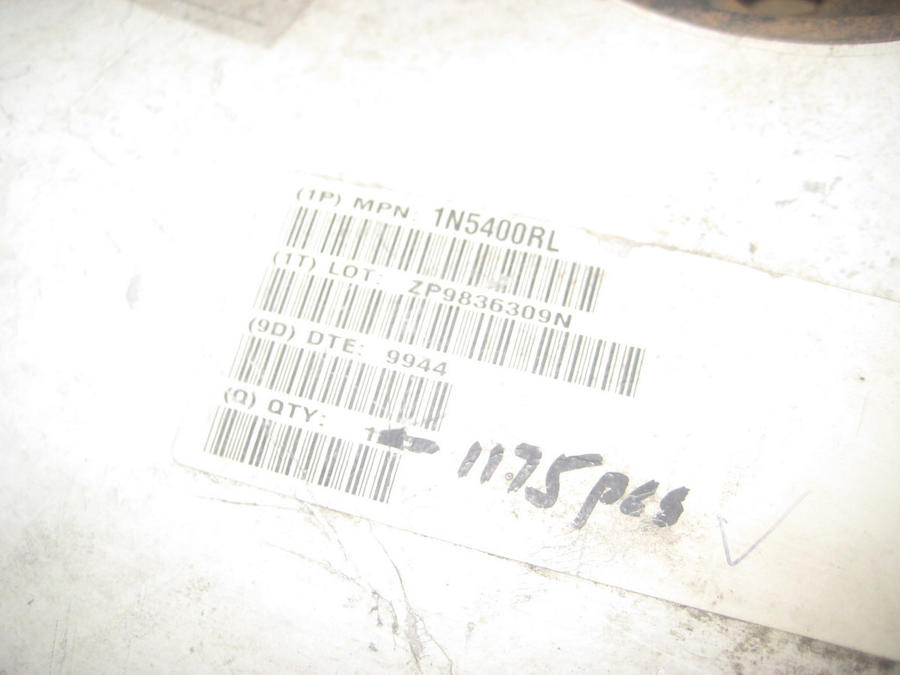 (1P) MPN: 1N5400RL
(1T) LOT: ZP9836309N
(9D) DTE: 9944
(Q) QTY:
1175 pcs